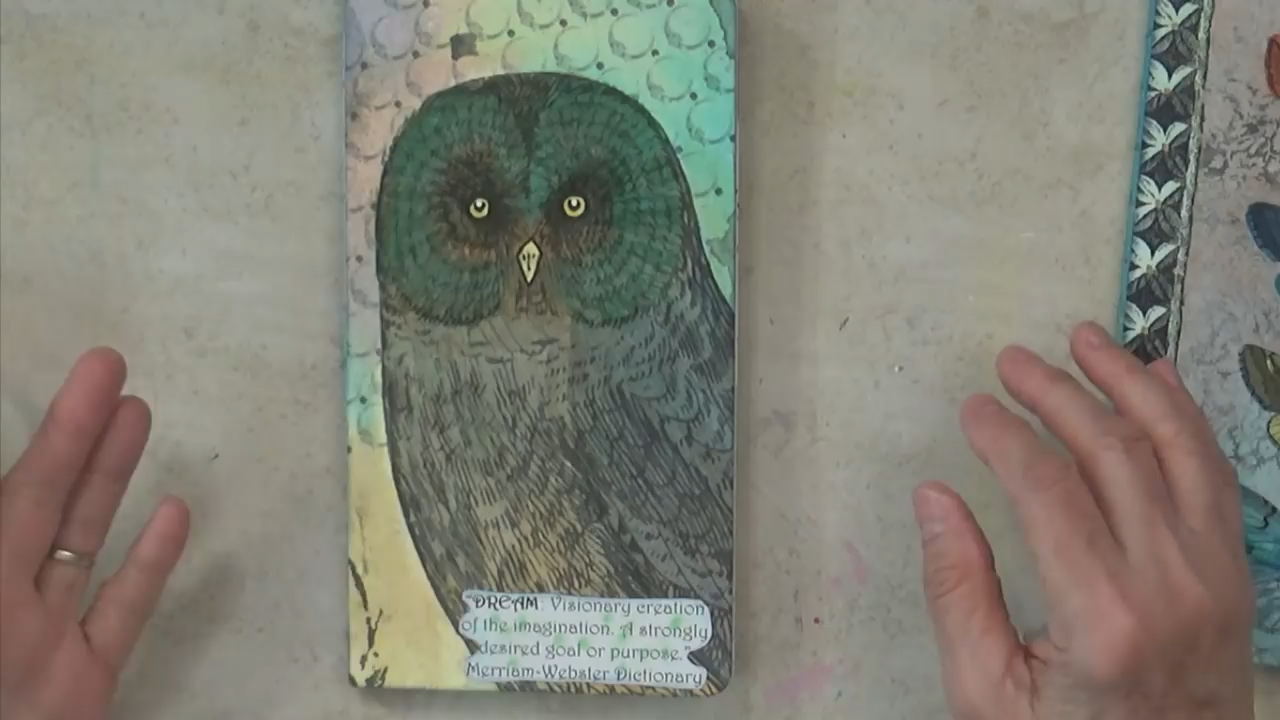 "DREAM: Visionary creation
of the imagination. A strongly
desired goal or purpose."
Merriam-Webster Dictionary